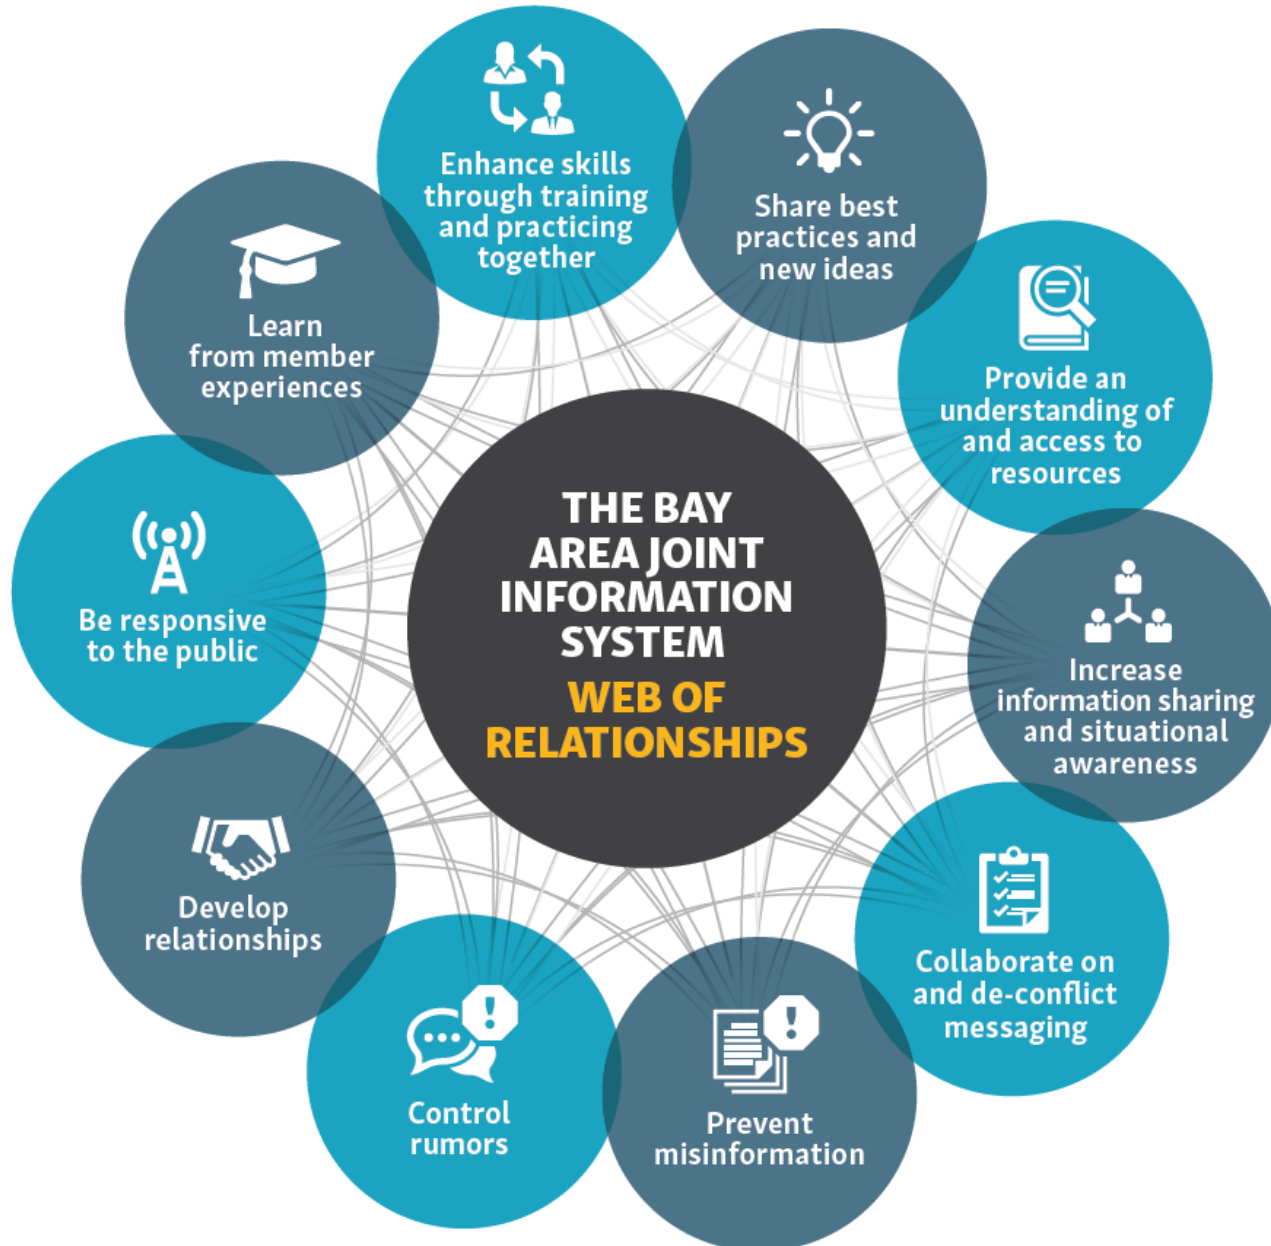 Enhance skills
through training
and practicing
together
Share best
practices and
new ideas
Provide an
understanding of
and access to
resources
Increase
information sharing
and situational
awareness
Collaborate on
and de-conflict
messaging
Prevent
misinformation
Control
rumors
Develop
relationships
Be responsive
to the public
Learn
from member
experiences
THE BAY
AREA JOINT
INFORMATION
SYSTEM
WEB OF
RELATIONSHIPS